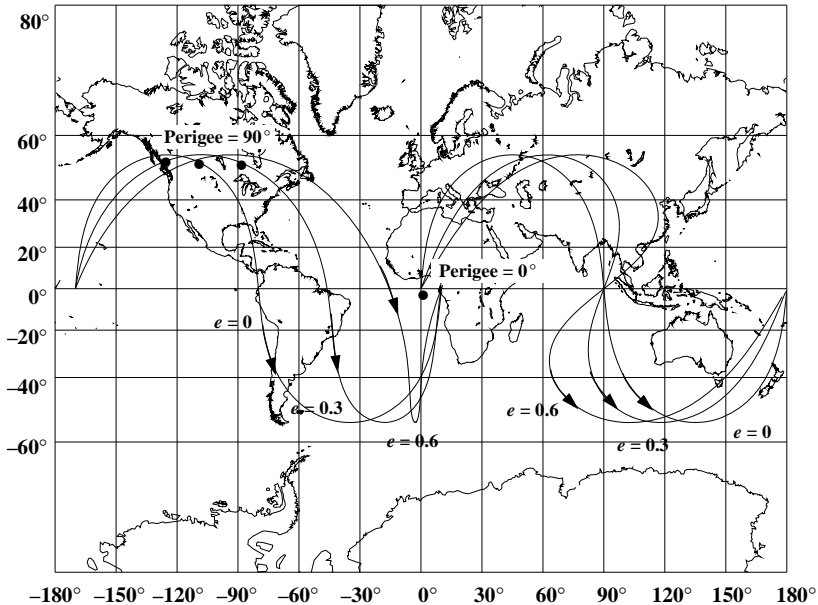 80°
60°
Perigee = 90°
40°
20°
Perigee = 0°
0°
e = 0
−20°
−40°
e = 0.3
e = 0.6
e = 0.6
e = 0.3
e = 0
−60°
80°
−180° −150° −120° −90° −60° −30° 0° 30° 60° 90° 120° 150° 180°